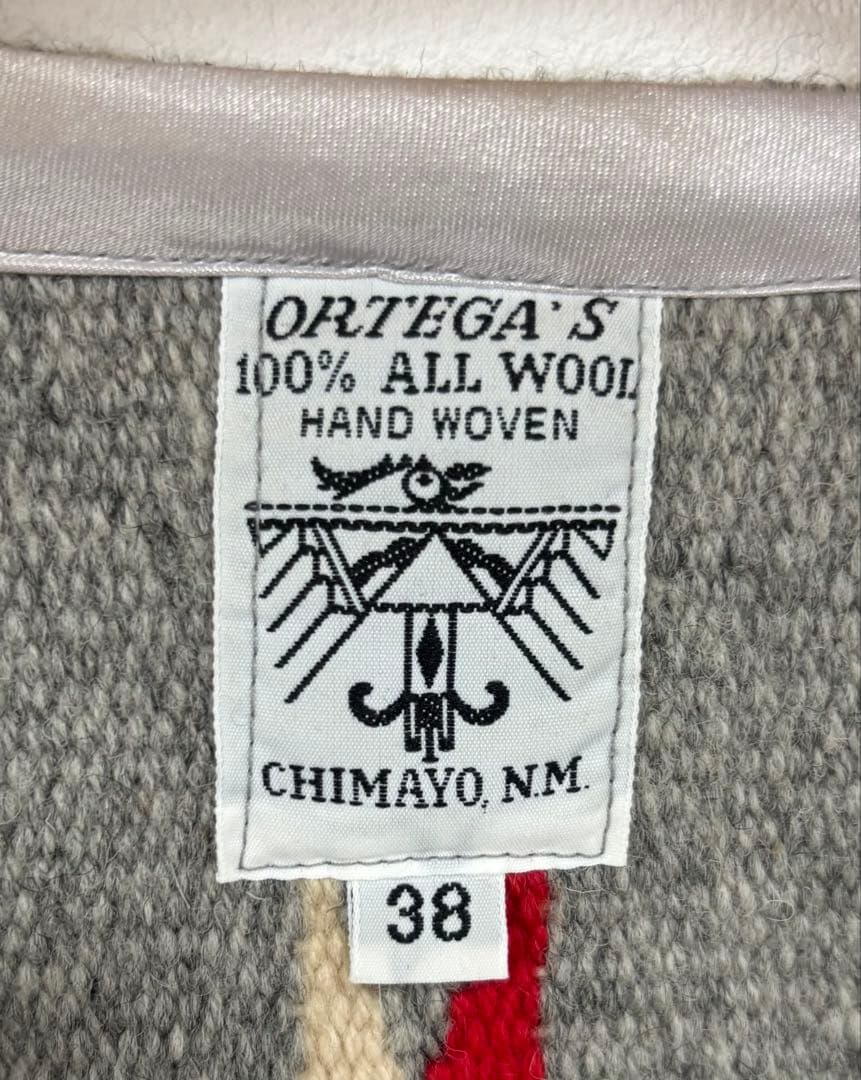 ORTEGA'S
100% ALL WOOL
HAND WOVEN
CHIMAYO, N.M.
38